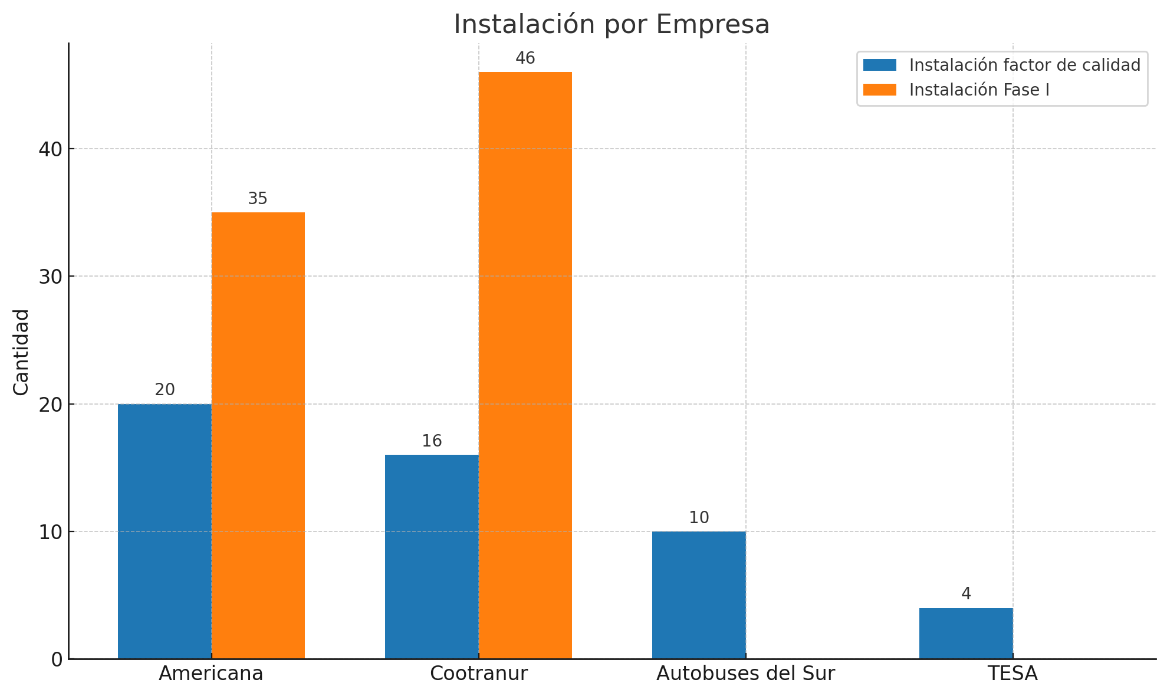 Instalación por Empresa
Instalación factor de calidad
Instalación Fase I
Cantidad
40
30
20
10
0
20
35
16
46
10
4
Americana
Cootranur
Autobuses del Sur
TESA